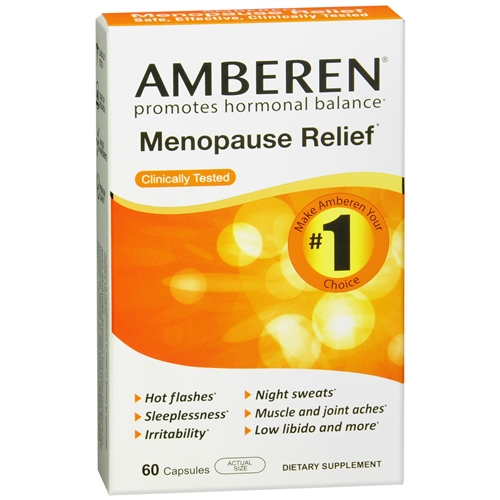 Menopause Relief
Safe, Effective, Clinically Tested
AMBEREN®
promotes hormonal balance*
Menopause Relief*
Clinically Tested
Make Amberen Your
#1
Choice
Hot flashes*
Sleeplessness*
Irritability*
Night sweats*
Muscle and joint aches*
Low libido and more*
60 Capsules
ACTUAL SIZE
DIETARY SUPPLEMENT